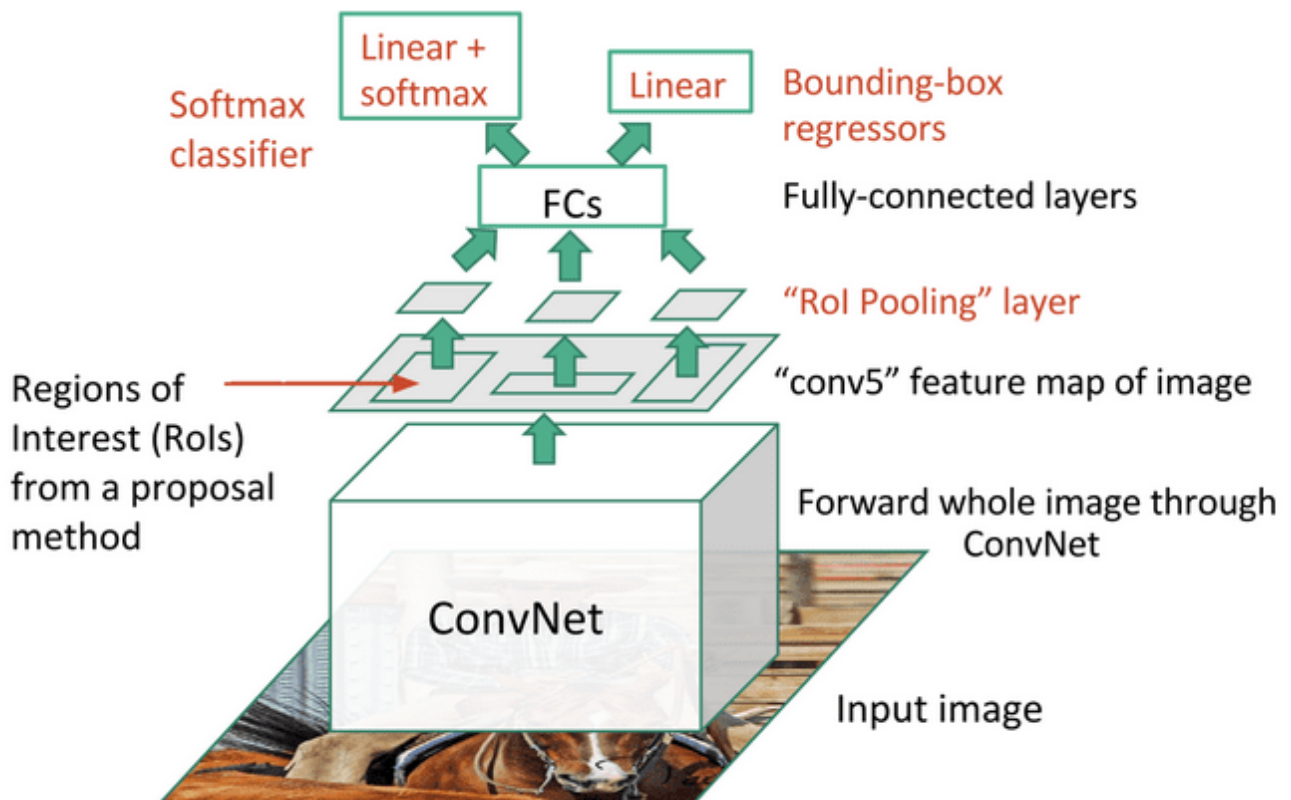 Linear +
softmax
Linear
Softmax
classifier
Bounding-box
regressors
FCs
Fully-connected layers
“RoI Pooling” layer
Regions of
Interest (RoIs)
from a proposal
method
“conv5” feature map of image
Forward whole image through
ConvNet
ConvNet
Input image